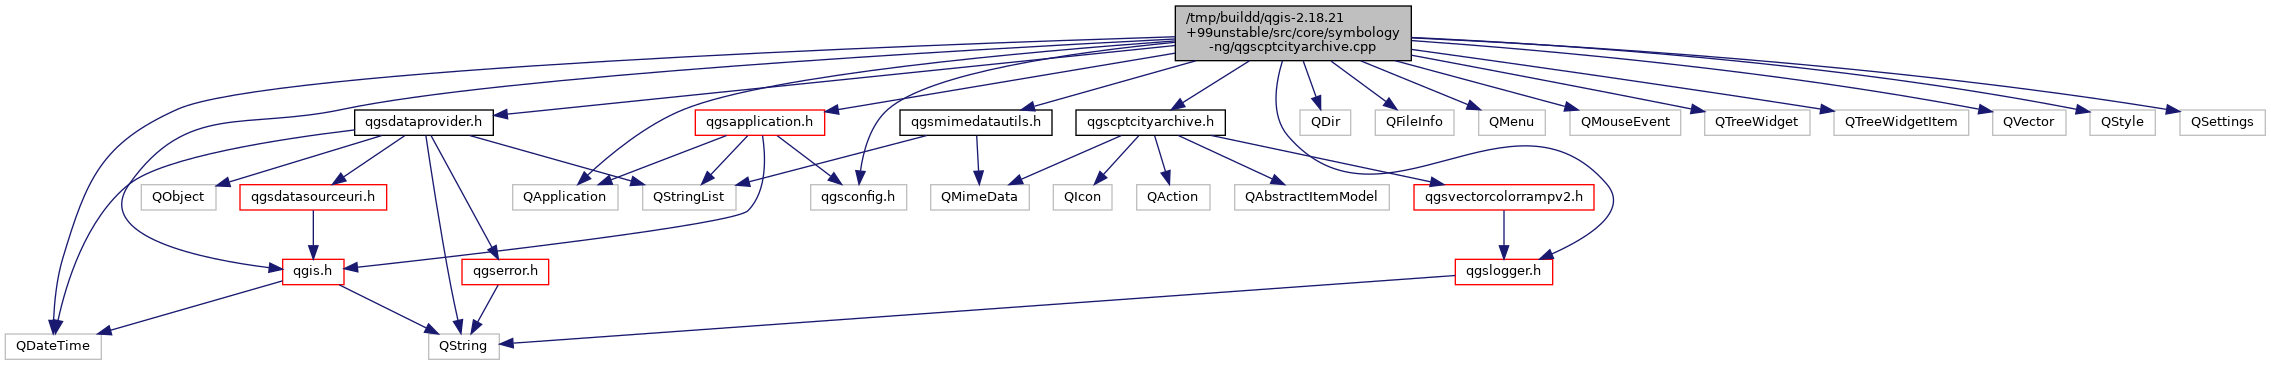 /tmp/buildd/qgis-2.18.21
+99unstable/src/core/symbology
-ng/qgscptcityarchive.cpp
qgsdataprovider.h
qgsapplication.h
qgsmimedatautils.h
qgscptcityarchive.h
QDir
QFileInfo
QMenu
QMouseEvent
QTreeWidget
QTreeWidgetItem
QVector
QStyle
QSettings
QObject
qgsdatasourceuri.h
QApplication
QStringList
qgsconfig.h
QMimeData
QIcon
QAction
QAbstractItemModel
qgsvectorcolorrampv2.h
qgis.h
qgserror.h
qgslogger.h
QDateTime
QString